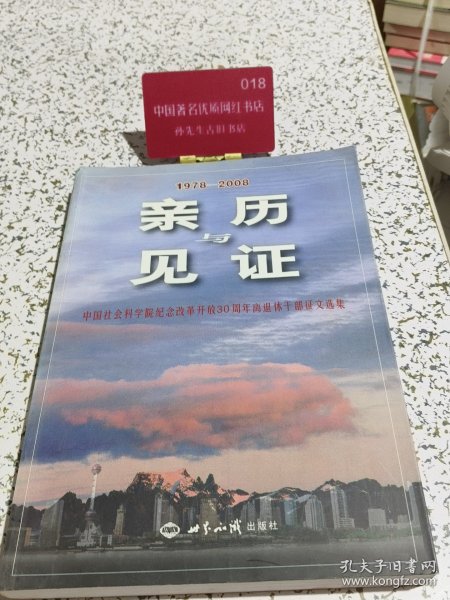 018
中国著名优质网红书店
孙先生古旧书店
1978—2008
亲历
与
见证
中国社会科学院纪念改革开放30周年离退休干部征文选集
世界知识出版社
孔夫子旧书网
www.kongfz.com